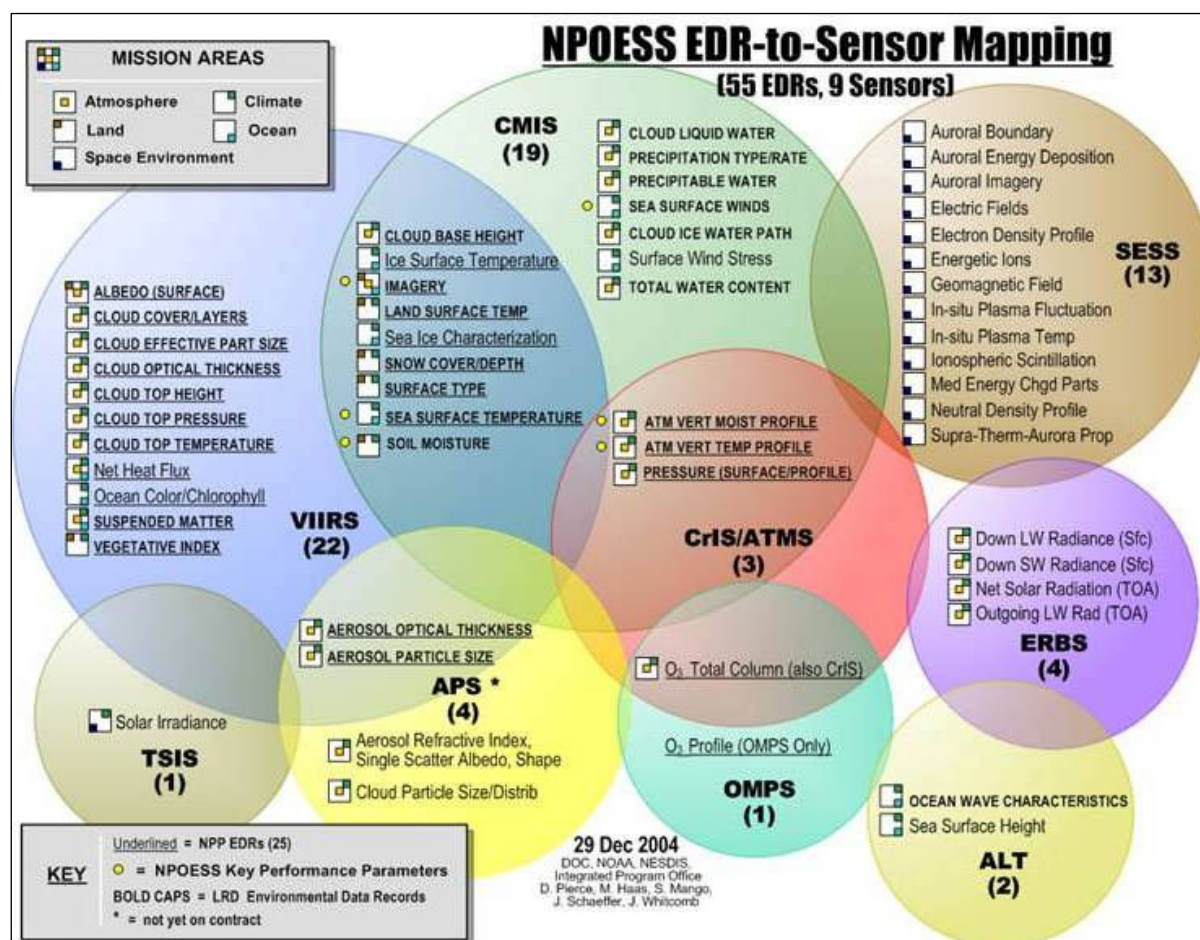 NPOESS EDR-to-Sensor Mapping
(55 EDRs, 9 Sensors)
MISSION AREAS
Atmosphere
Climate
Land
Ocean
Space Environment
CMIS
(19)
CLOUD LIQUID WATER
PRECIPITATION TYPE/RATE
PRECIPITABLE WATER
SEA SURFACE WINDS
CLOUD ICE WATER PATH
Surface Wind Stress
TOTAL WATER CONTENT
Auroral Boundary
Auroral Energy Deposition
Auroral Imagery
Electric Fields
Electron Density Profile
Energetic Ions
Geomagnetic Field
In-situ Plasma Fluctuation
In-situ Plasma Temp
Ionospheric Scintillation
Med Energy Chgd Parts
Neutral Density Profile
Supra-Therm-Aurora Prop
SESS
(13)
CLOUD BASE HEIGHT
Ice Surface Temperature
IMAGERY
LAND SURFACE TEMP
Sea Ice Characterization
SNOW COVER/DEPTH
SURFACE TYPE
SEA SURFACE TEMPERATURE
SOIL MOISTURE
ALBEDO (SURFACE)
CLOUD COVER/LAYERS
CLOUD EFFECTIVE PART SIZE
CLOUD OPTICAL THICKNESS
CLOUD TOP HEIGHT
CLOUD TOP PRESSURE
CLOUD TOP TEMPERATURE
Net Heat Flux
Ocean Color/Chlorophyll
SUSPENDED MATTER
VEGETATIVE INDEX
VIIRS
(22)
ATM VERT MOIST PROFILE
ATM VERT TEMP PROFILE
PRESSURE (SURFACE/PROFILE)
CrIS/ATMS
(3)
Down LW Radiance (Sfc)
Down SW Radiance (Sfc)
Net Solar Radiation (TOA)
Outgoing LW Rad (TOA)
ERBS
(4)
AEROSOL OPTICAL THICKNESS
AEROSOL PARTICLE SIZE
APS *
(4)
Aerosol Refractive Index,
Single Scatter Albedo, Shape
Cloud Particle Size/Distrib
Solar Irradiance
TSIS
(1)
O₃ Total Column (also CrIS)
O₃ Profile (OMPS Only)
OMPS
(1)
OCEAN WAVE CHARACTERISTICS
Sea Surface Height
ALT
(2)
KEY
Underlined = NPP EDRs (25)
= NPOESS Key Performance Parameters
BOLD CAPS = LRD Environmental Data Records
* = not yet on contract
29 Dec 2004
DOC, NOAA, NESDIS,
Integrated Program Office
D. Pierce, M. Haas, S. Mango,
J. Schaeffer, J. Whitcomb